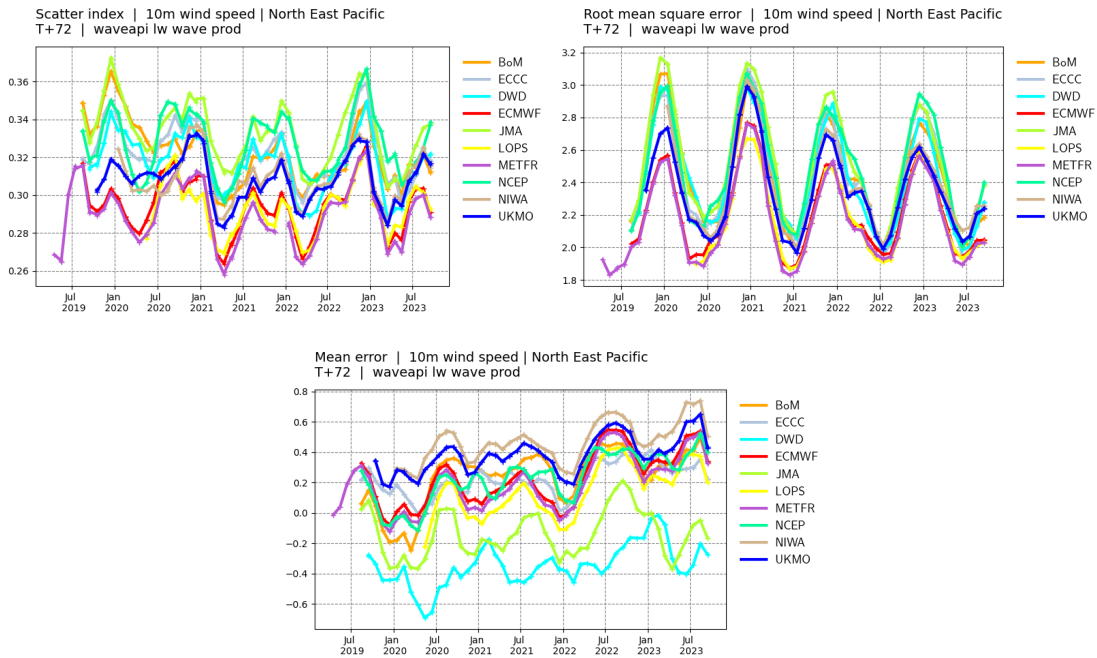 Scatter index | 10m wind speed | North East Pacific
T+72 | waveapi lw wave prod
0.36
0.34
0.32
0.30
0.28
0.26
Jul
2019
Jan
2020
Jul
2020
Jan
2021
Jul
2021
Jan
2022
Jul
2022
Jan
2023
Jul
2023
BoM
ECCC
DWD
ECMWF
JMA
LOPS
METFR
NCEP
NIWA
UKMO
Root mean square error | 10m wind speed | North East Pacific
T+72 | waveapi lw wave prod
3.2
3.0
2.8
2.6
2.4
2.2
2.0
1.8
Jul
2019
Jan
2020
Jul
2020
Jan
2021
Jul
2021
Jan
2022
Jul
2022
Jan
2023
Jul
2023
BoM
ECCC
DWD
ECMWF
JMA
LOPS
METFR
NCEP
NIWA
UKMO
Mean error | 10m wind speed | North East Pacific
T+72 | waveapi lw wave prod
0.8
0.6
0.4
0.2
0.0
−0.2
−0.4
−0.6
Jul
2019
Jan
2020
Jul
2020
Jan
2021
Jul
2021
Jan
2022
Jul
2022
Jan
2023
Jul
2023
BoM
ECCC
DWD
ECMWF
JMA
LOPS
METFR
NCEP
NIWA
UKMO